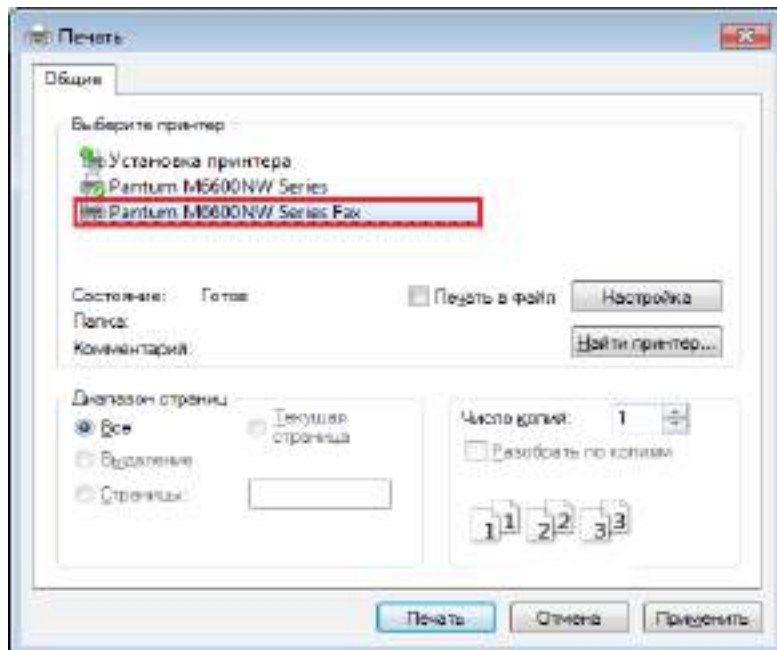 Печать
Общие
Выберите принтер
Установка принтера
Pantum M6600NW Series
Pantum M6600NW Series Fax
Состояние: Готов
Папка:
Комментарий:
Печать в файл
Настройка
Найти принтер...
Диапазон страниц
Все
Текущая
страница
Выделение
Страницы:
Число копий: 1
Разобрать по копиям
1 1 2 2 3 3
Печать Отмена Применить